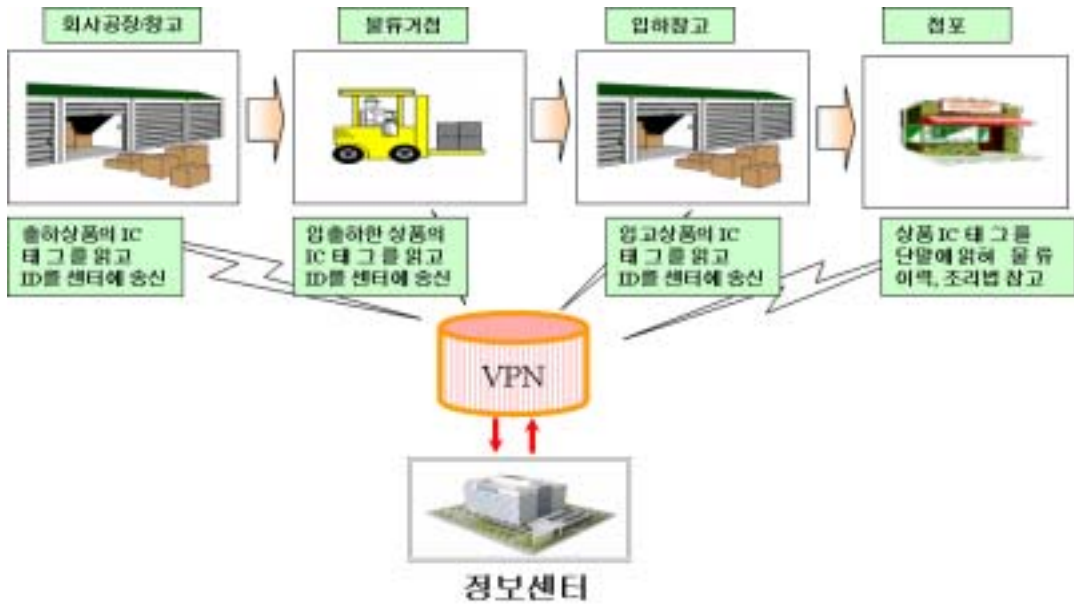 회사공장/창고
물류거점
입하창고
점포
출하상품의 IC
태그를 읽고
ID를 센터에 송신
입출하한 상품의
IC 태그를 읽고
ID를 센터에 송신
입고상품의 IC
태그를 읽고
ID를 센터에 송신
상품 IC 태그를
단말에 읽혀 물류
이력, 조리법 참고
VPN
정보센터